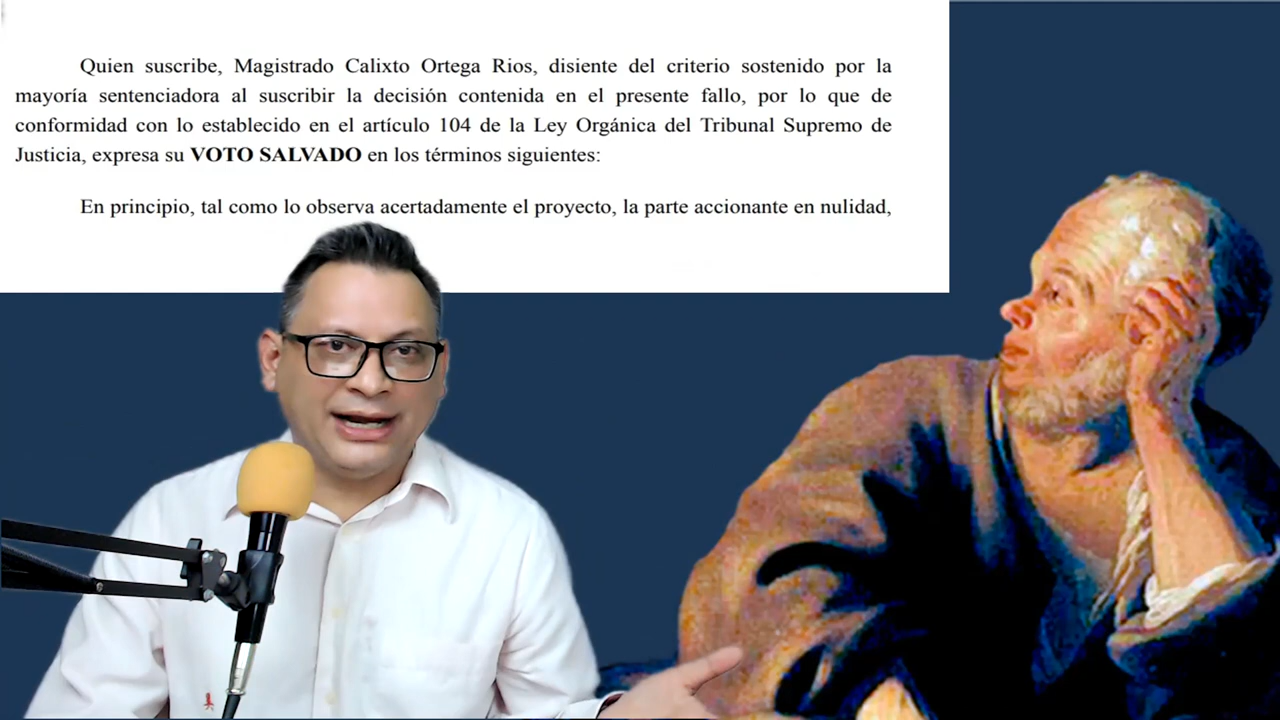 Quien suscribe, Magistrado Calixto Ortega Rios, disiente del criterio sostenido por la
mayoría sentenciadora al suscribir la decisión contenida en el presente fallo, por lo que de
conformidad con lo establecido en el artículo 104 de la Ley Orgánica del Tribunal Supremo de
Justicia, expresa su VOTO SALVADO en los términos siguientes:
En principio, tal como lo observa acertadamente el proyecto, la parte accionante en nulidad,